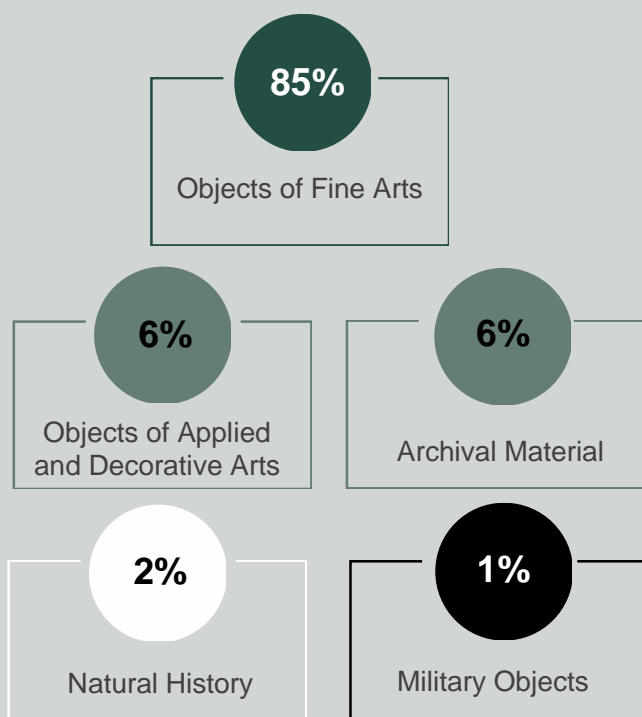 85%
Objects of Fine Arts
6%
Objects of Applied
and Decorative Arts
6%
Archival Material
2%
Natural History
1%
Military Objects